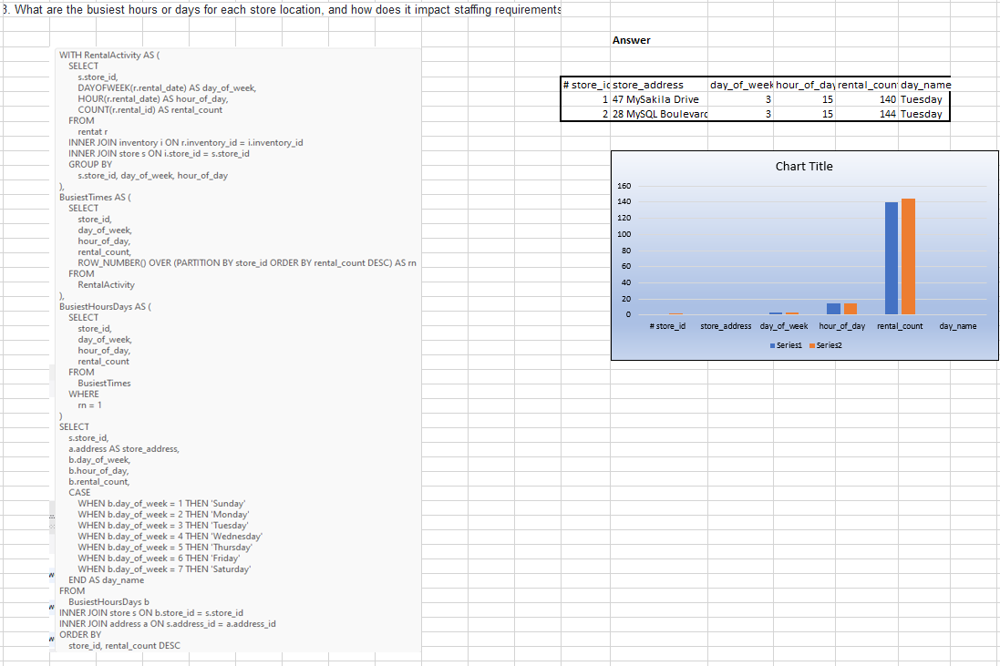 3. What are the busiest hours or days for each store location, and how does it impact staffing requirements
WITH RentalActivity AS (
SELECT
s.store_id,
DAYOFWEEK(r.rental_date) AS day_of_week,
HOUR(r.rental_date) AS hour_of_day,
COUNT(r.rental_id) AS rental_count
FROM
rentat r
INNER JOIN inventory i ON r.inventory_id = i.inventory_id
INNER JOIN store s ON i.store_id = s.store_id
GROUP BY
s.store_id, day_of_week, hour_of_day
),
BusiestTimes AS (
SELECT
store_id,
day_of_week,
hour_of_day,
rental_count,
ROW_NUMBER() OVER (PARTITION BY store_id ORDER BY rental_count DESC) AS rn
FROM
RentalActivity
),
BusiestHoursDays AS (
SELECT
store_id,
day_of_week,
hour_of_day,
rental_count
FROM
BusiestTimes
WHERE
rn = 1
)
SELECT
s.store_id,
a.address AS store_address,
b.day_of_week,
b.hour_of_day,
b.rental_count,
CASE
WHEN b.day_of_week = 1 THEN 'Sunday'
WHEN b.day_of_week = 2 THEN 'Monday'
WHEN b.day_of_week = 3 THEN 'Tuesday'
WHEN b.day_of_week = 4 THEN 'Wednesday'
WHEN b.day_of_week = 5 THEN 'Thursday'
WHEN b.day_of_week = 6 THEN 'Friday'
WHEN b.day_of_week = 7 THEN 'Saturday'
END AS day_name
FROM
BusiestHoursDays b
INNER JOIN store s ON b.store_id = s.store_id
INNER JOIN address a ON s.address_id = a.address_id
ORDER BY
store_id, rental_count DESC
Answer
# store_ic store_address day_of_week hour_of_day rental_coun day_name
1 47 MySakila Drive 3 15 140 Tuesday
2 28 MySQL Boulevard 3 15 144 Tuesday
Chart Title
160
140
120
100
80
60
40
20
0
# store_id store_address day_of_week hour_of_day rental_count day_name
Series1 Series2